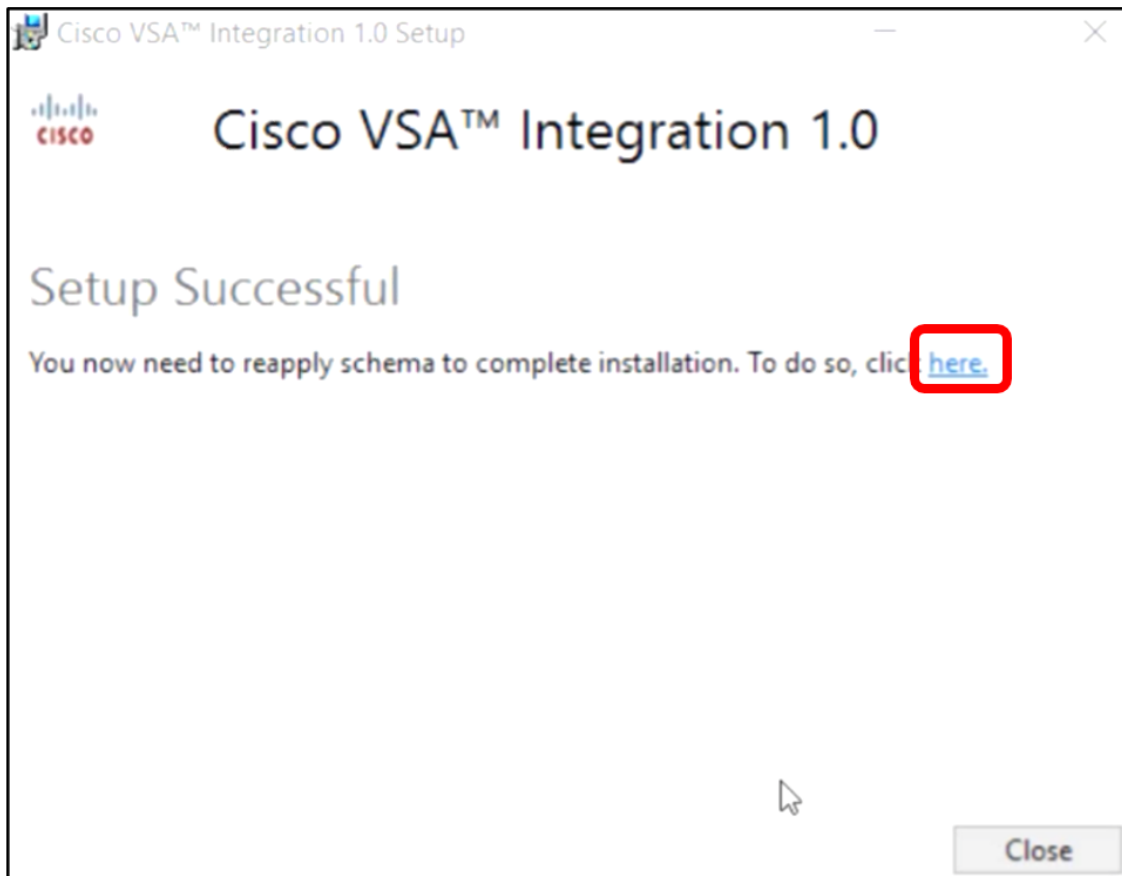 Cisco VSA™ Integration 1.0 Setup
CISCO
Cisco VSA™ Integration 1.0
Setup Successful
You now need to reapply schema to complete installation. To do so, clic here.
Close